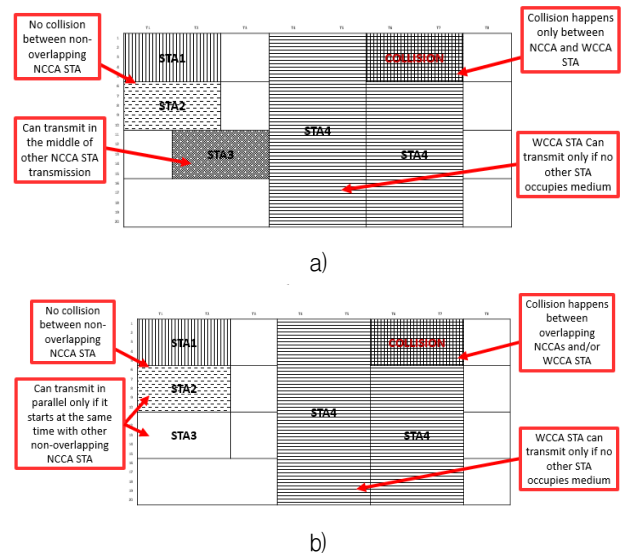 No collision
between non-
overlapping
NCCA STA
Collision happens
only between
NCCA and WCCA
STA
STA1
COLLISION
STA2
Can transmit in
the middle of
other NCCA STA
transmission
STA4
STA3
STA4
WCCA STA Can
transmit only if no
other STA
occupies medium
a)
No collision
between non-
overlapping
NCCA STA
Collision happens
between
overlapping
NCCAs and/or
WCCA STA
STA1
COLLISION
Can transmit in
parallel only if it
starts at the same
time with other
non-overlapping
NCCA STA
STA2
STA4
STA3
STA4
WCCA STA can
transmit only if no
other STA
occupies medium
b)